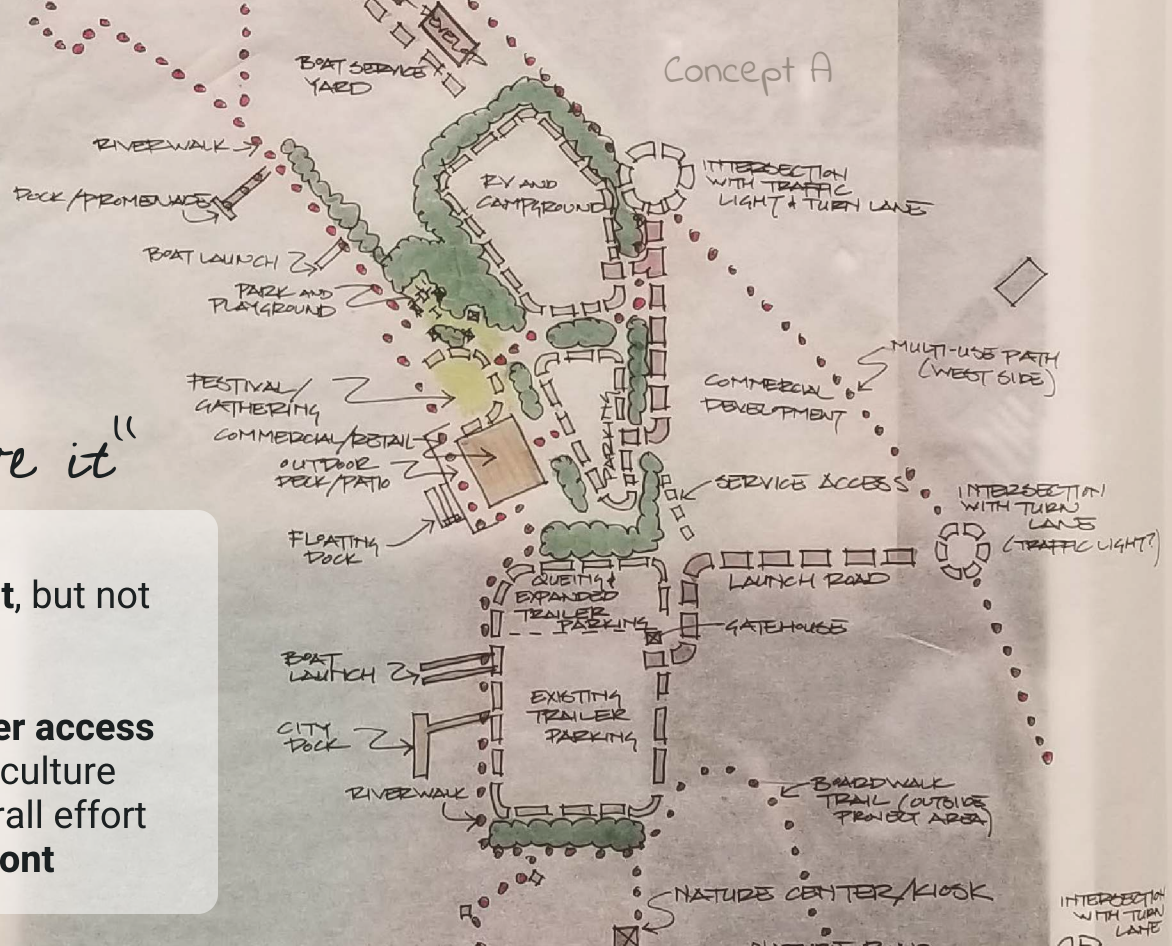 Concept A
BOAT SERVICE
YARD
RIVERWALK
DOCK/PROMENADE
BOAT LAUNCH
PARK AND
PLAYGROUND
RV AND
CAMPGROUND
INTERSECTION
WITH TRAFFIC
LIGHT & TURN LANE
MULTI-USE PATH
(WEST SIDE)
COMMERCIAL
DEVELOPMENT
FESTIVAL/
GATHERING
COMMERCIAL/RETAIL
OUTDOOR
DECK/PATIO
PARKING
FLOATING
DOCK
SERVICE ACCESS
INTERSECTION
WITH TURN
LANE
(TRAFFIC LIGHT?)
LAUNCH ROAD
QUEING &
EXPANDED
TRAILER
PARKING
GATEHOUSE
BOAT
LAUNCH
CITY
DOCK
EXISTING
TRAILER
PARKING
RIVERWALK
BOARDWALK
TRAIL (OUTSIDE
PROJECT AREA)
NATURE CENTER/KIOSK
INTERSECTION
WITH TURN
LANE
it"
but not
access
culture
effort